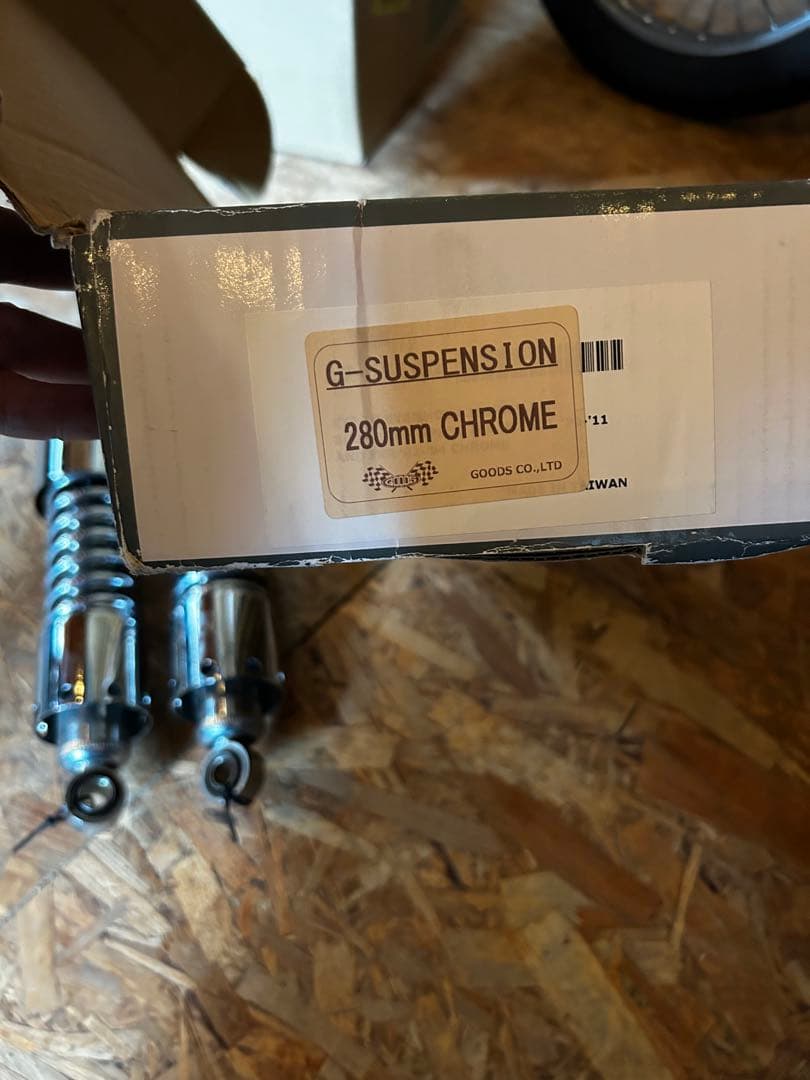 G-SUSPENSION
280mm CHROME
GOODS CO.,LTD
'11
IWAN